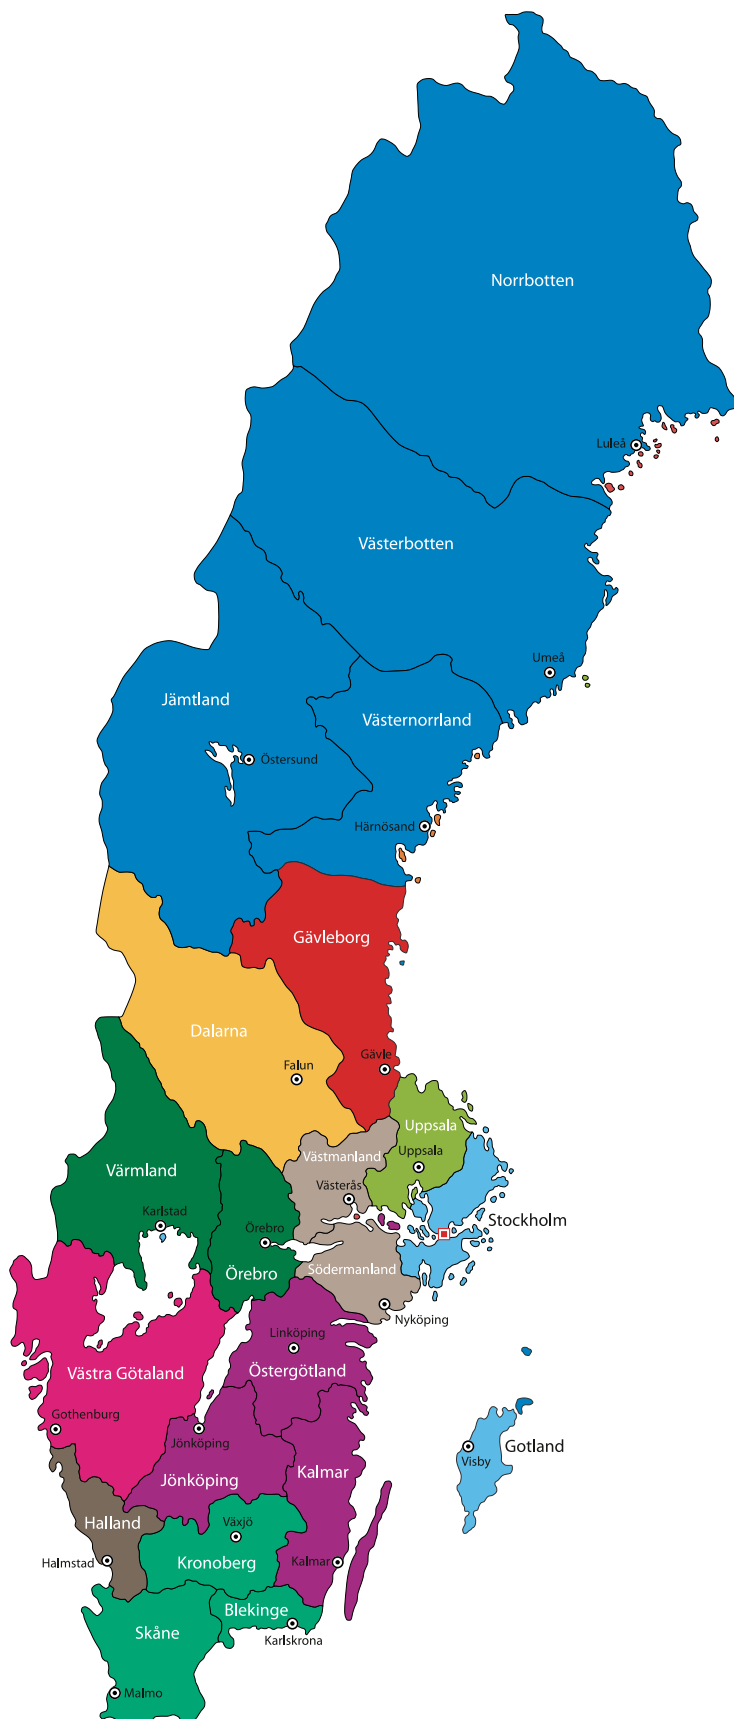 Norrbotten
Luleå
Västerbotten
Umeå
Jämtland
Västernorrland
Östersund
Härnösand
Gävleborg
Dalarna
Gävle
Falun
Uppsala
Västmanland
Värmland
Uppsala
Västerås
Karlstad
Stockholm
Örebro
Södermanland
Örebro
Nyköping
Linköping
Västra Götaland
Östergötland
Gothenburg
Jönköping
Gotland
Visby
Kalmar
Jönköping
Halland
Växjö
Halmstad
Kronoberg
Kalmar
Blekinge
Skåne
Karlskrona
Malmo